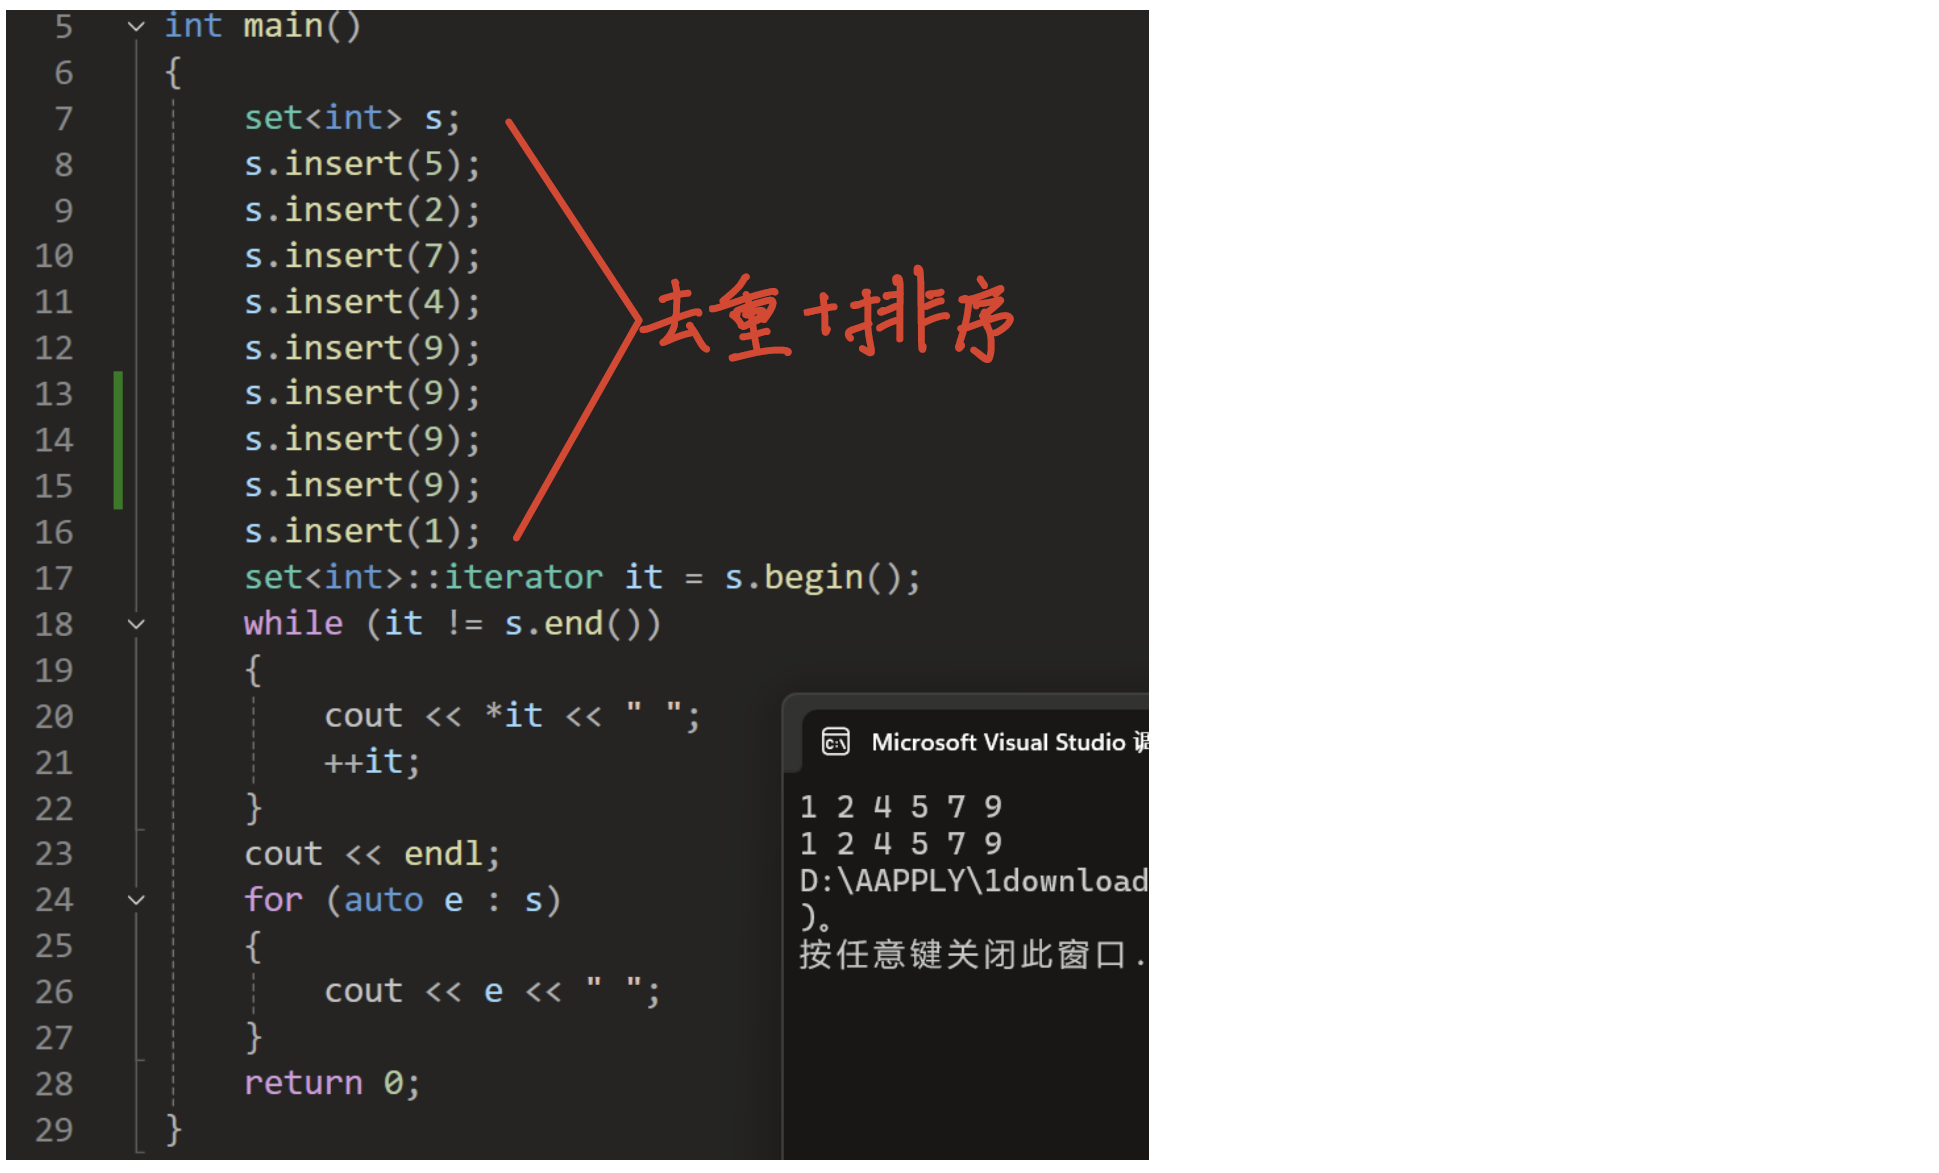 5 int main()
6 {
7 set<int> s;
8 s.insert(5);
9 s.insert(2);
10 s.insert(7);
11 s.insert(4);
12 s.insert(9);
13 s.insert(9);
14 s.insert(9);
15 s.insert(9);
16 s.insert(1);
去重+排序
17 set<int>::iterator it = s.begin();
18 while (it != s.end())
19 {
20 cout << *it << " ";
21 ++it;
22 }
23 cout << endl;
24 for (auto e : s)
25 {
26 cout << e << " ";
27 }
28 return 0;
29 }
Microsoft Visual Studio 调
1 2 4 5 7 9
1 2 4 5 7 9
D:\AAPPLY\1download
)。
按任意键关闭此窗口.